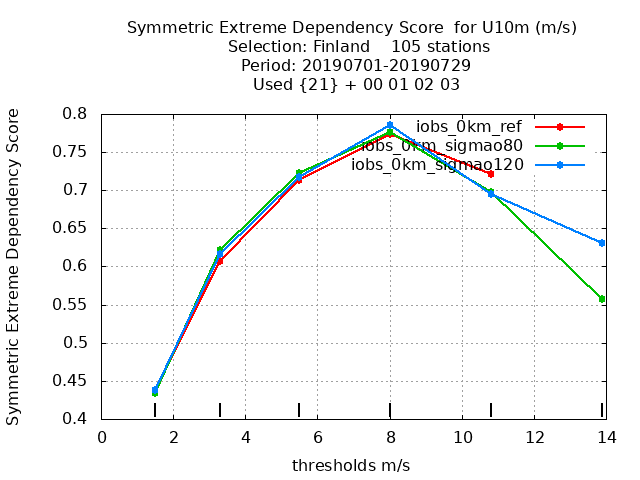 Symmetric Extreme Dependency Score  for U10m (m/s)
Selection: Finland    105 stations
Period: 20190701-20190729
Used {21} + 00 01 02 03
Symmetric Extreme Dependency Score
0.8
0.75
0.7
0.65
0.6
0.55
0.5
0.45
0.4
iobs_0km_ref
iobs_0km_sigmao80
iobs_0km_sigmao120
0 2 4 6 8 10 12 14
thresholds m/s